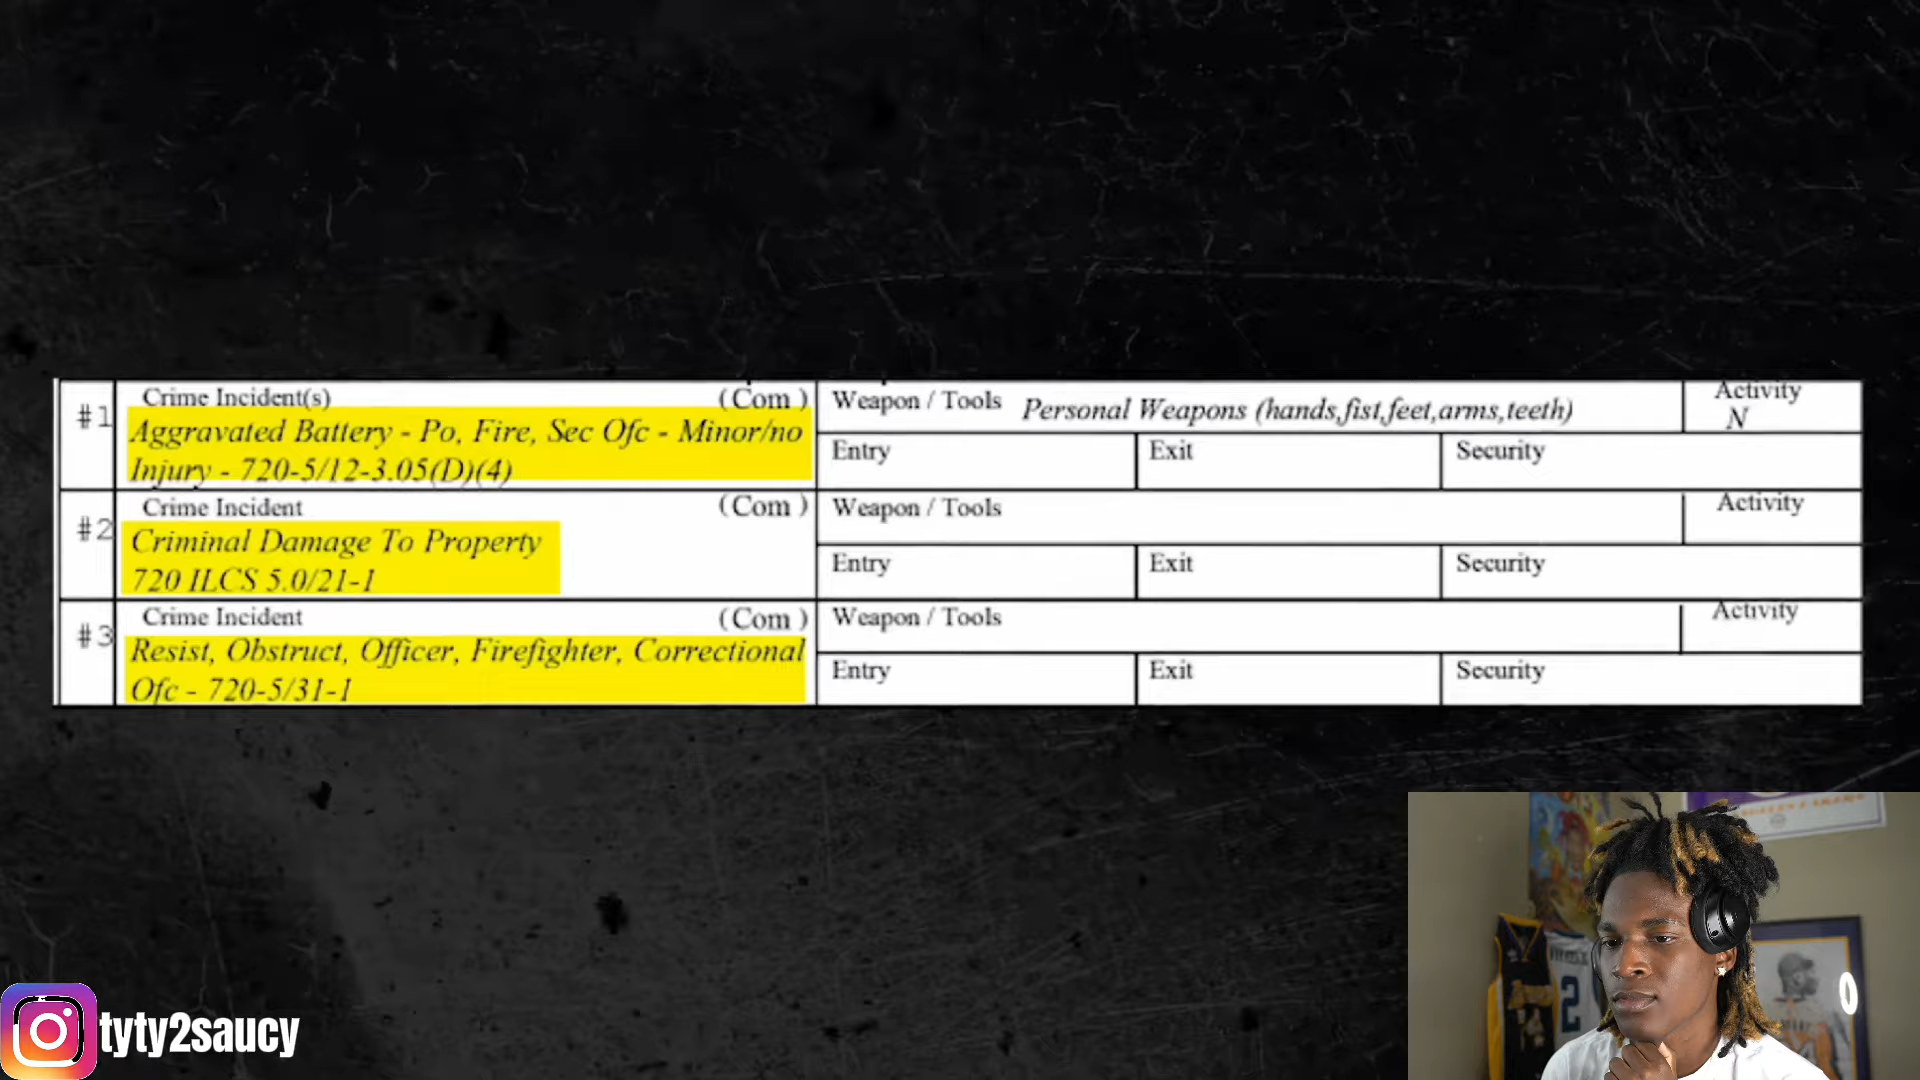 #1
Crime Incident(s) (Com )
Aggravated Battery - Po, Fire, Sec Ofc - Minor/no
Injury - 720-5/12-3.05(D)(4)
Weapon / Tools Personal Weapons (hands,fist,feet,arms,teeth)
Activity
N
Entry Exit Security
#2
Crime Incident (Com )
Criminal Damage To Property
720 ILCS 5.0/21-1
Weapon / Tools
Activity
Entry Exit Security
#3
Crime Incident (Com )
Resist, Obstruct, Officer, Firefighter, Correctional
Ofc - 720-5/31-1
Weapon / Tools
Activity
Entry Exit Security
2
tyty2saucy